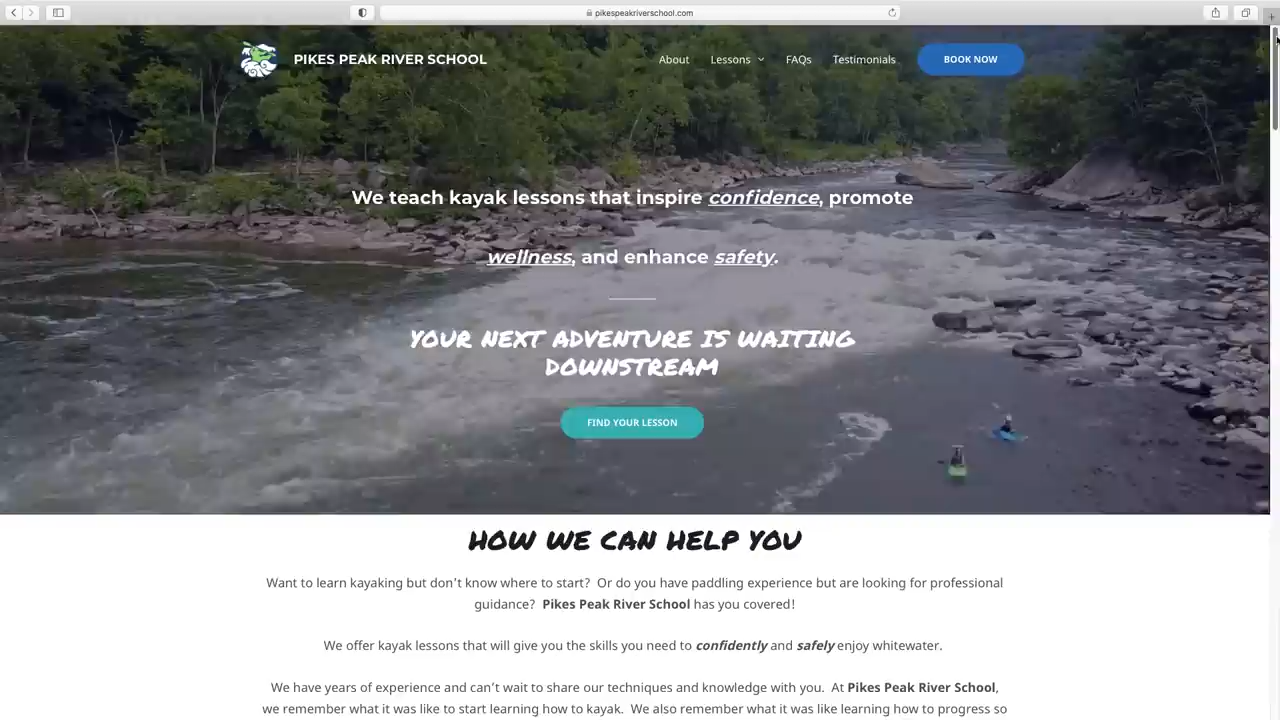 pikespeakriverschool.com
PIKES PEAK RIVER SCHOOL
About Lessons FAQs Testimonials BOOK NOW
We teach kayak lessons that inspire confidence, promote
wellness, and enhance safety.
YOUR NEXT ADVENTURE IS WAITING
DOWNSTREAM
FIND YOUR LESSON
HOW WE CAN HELP YOU
Want to learn kayaking but don't know where to start? Or do you have paddling experience but are looking for professional
guidance? Pikes Peak River School has you covered!
We offer kayak lessons that will give you the skills you need to confidently and safely enjoy whitewater.
We have years of experience and can't wait to share our techniques and knowledge with you. At Pikes Peak River School,
we remember what it was like to start learning how to kayak. We also remember what it was like learning how to progress so